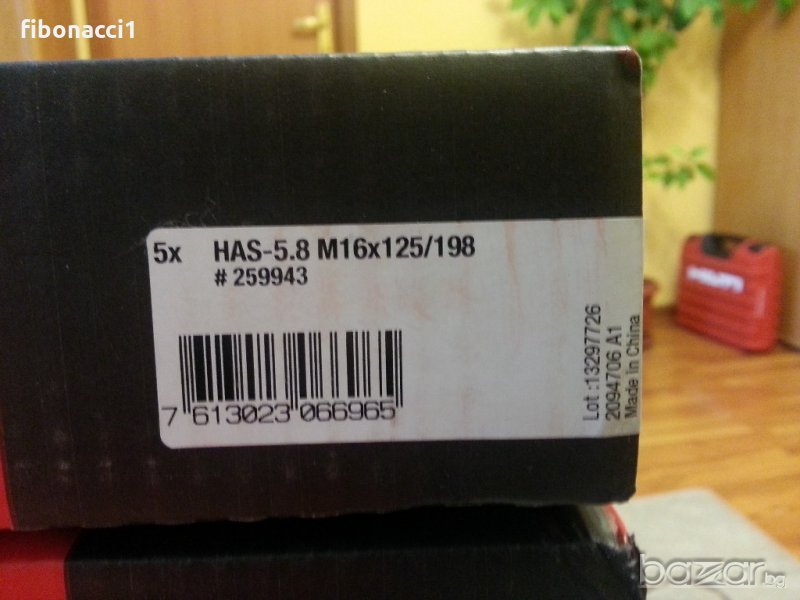 fibonacci1
5x HAS-5.8 M16x125/198
# 259943
7 613023 066965
Lot :13297726
2094706 A1
Made in China
HILTI
bazar.bg